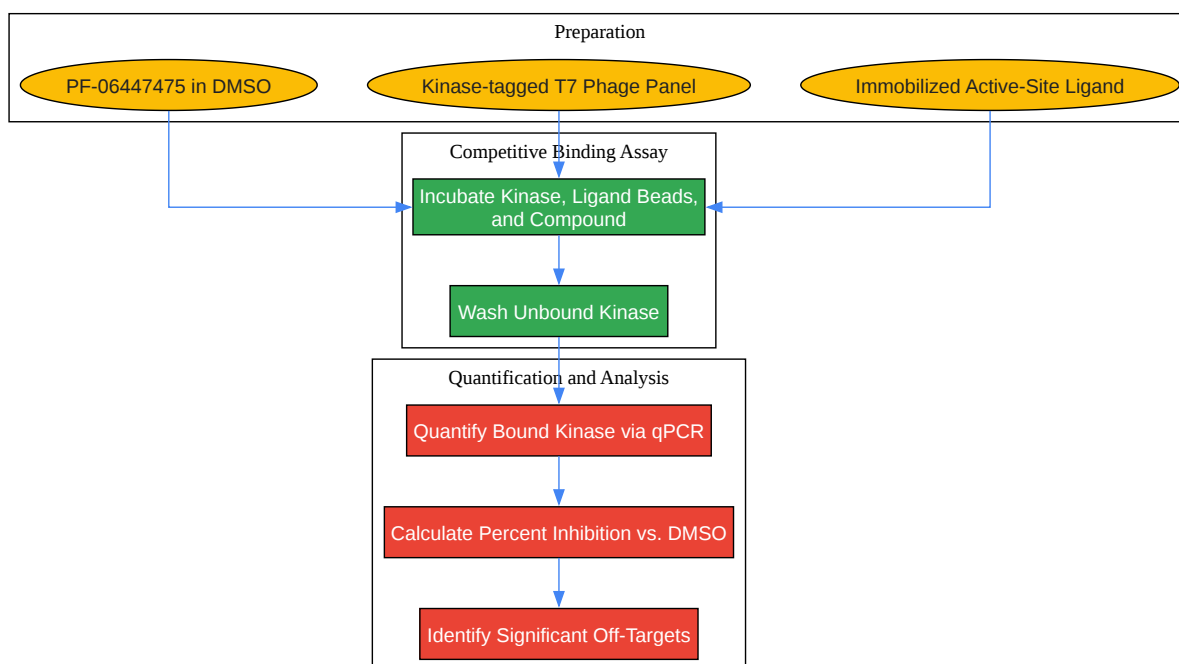 Preparation
PF-06447475 in DMSO
Kinase-tagged T7 Phage Panel
Immobilized Active-Site Ligand
Competitive Binding Assay
Incubate Kinase, Ligand Beads,
and Compound
Wash Unbound Kinase
Quantification and Analysis
Quantify Bound Kinase via qPCR
Calculate Percent Inhibition vs. DMSO
Identify Significant Off-Targets